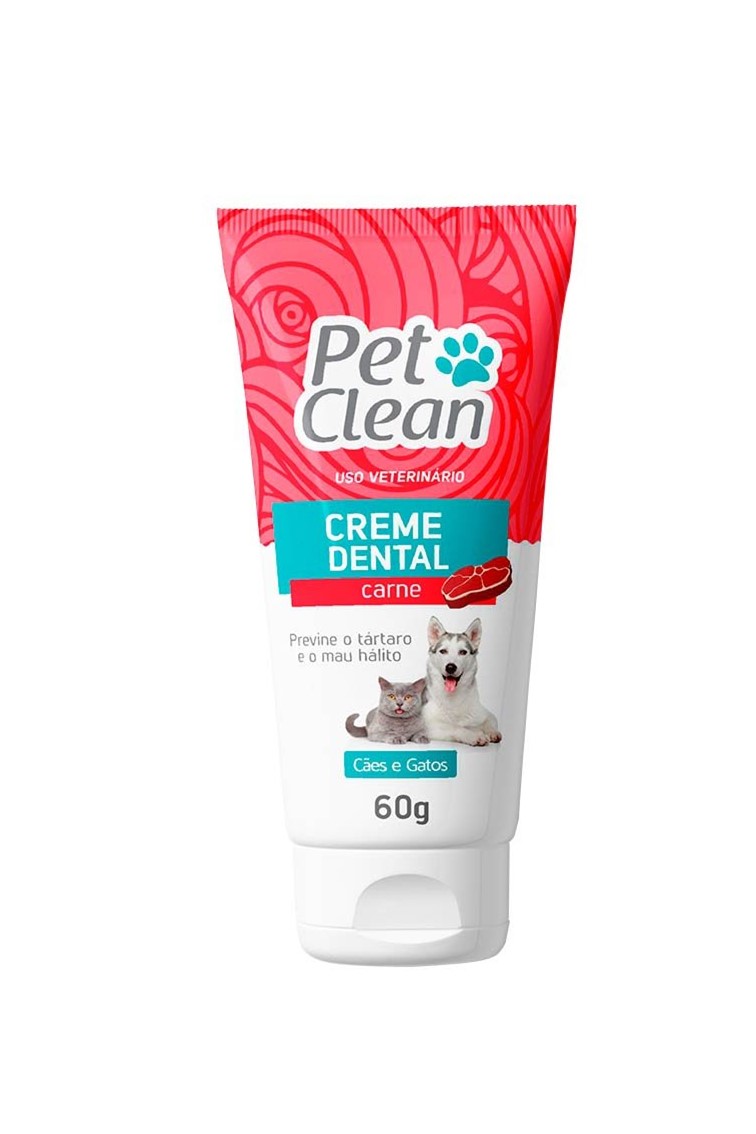 Pet
Clean
USO VETERINÁRIO
CREME
DENTAL
carne
Previne o tártaro
e o mau hálito
Cães e Gatos
60g